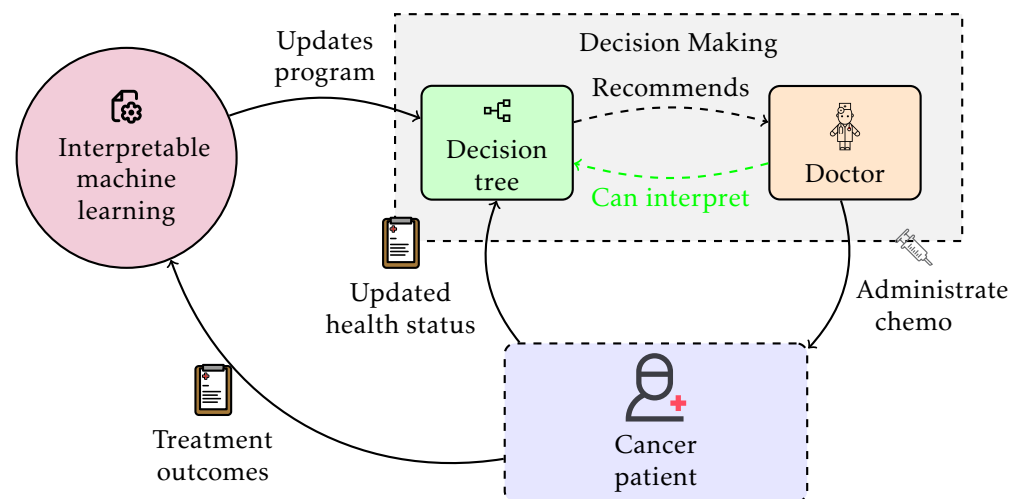 Updates
program
Decision Making
Recommends
Interpretable
machine
learning
Decision
tree
Doctor
Can interpret
Updated
health status
Administrate
chemo
Treatment
outcomes
Cancer
patient